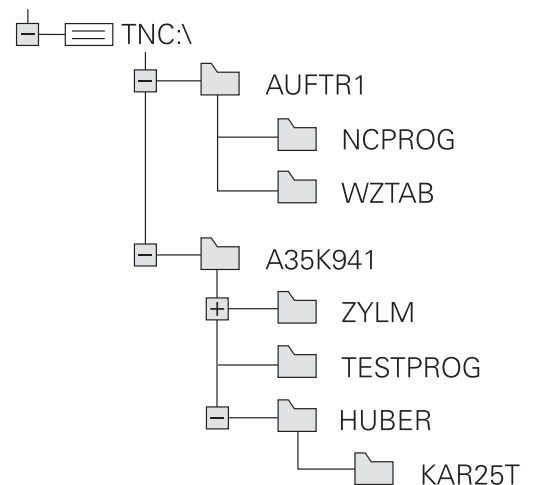 TNC:\
AUFTR1
NCPROG
WZTAB
A35K941
ZYLM
TESTPROG
HUBER
KAR25T